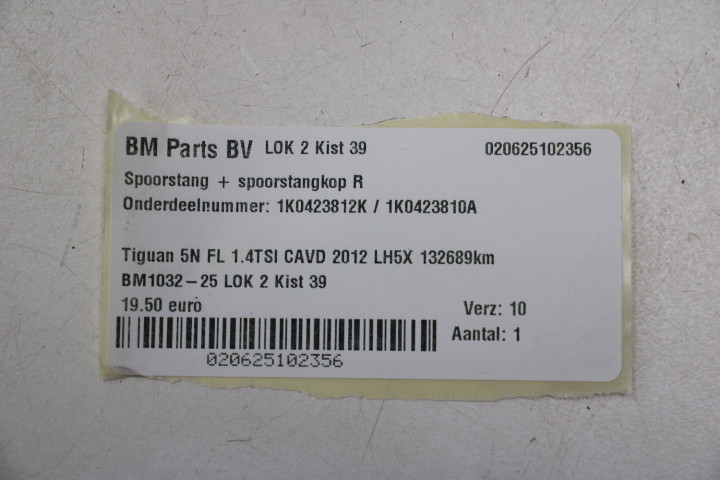 BM Parts BV LOK 2 Kist 39 020625102356
Spoorstang + spoorstangkop R
Onderdeelnummer: 1K0423812K / 1K0423810A
Tiguan 5N FL 1.4TSI CAVD 2012 LH5X 132689km
BM1032-25 LOK 2 Kist 39
19.50 euro Verz: 10
Aantal: 1
020625102356